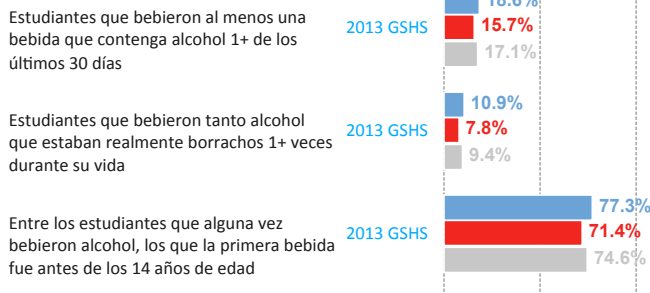 18.6%
Estudiantes que bebieron al menos una
bebida que contenga alcohol 1+ de los
últimos 30 días
2013 GSHS
15.7%
17.1%
Estudiantes que bebieron tanto alcohol
que estaban realmente borrachos 1+ veces
durante su vida
2013 GSHS
10.9%
7.8%
9.4%
Entre los estudiantes que alguna vez
bebieron alcohol, los que la primera bebida
fue antes de los 14 años de edad
2013 GSHS
77.3%
71.4%
74.6%